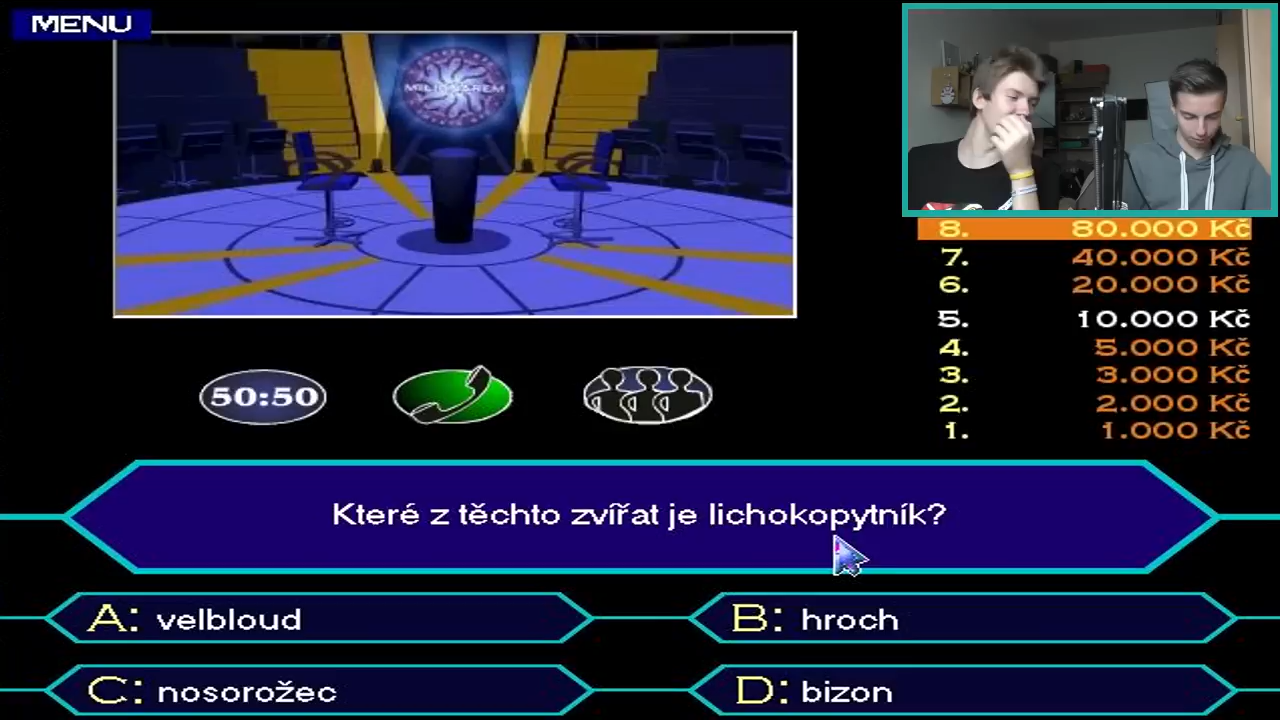 MENU
MILIONÁŘEM
8. 80.000 Kč
7. 40.000 Kč
6. 20.000 Kč
5. 10.000 Kč
4. 5.000 Kč
3. 3.000 Kč
2. 2.000 Kč
1. 1.000 Kč
50:50
Které z těchto zvířat je lichokopytník?
A: velbloud
B: hroch
C: nosorožec
D: bizon